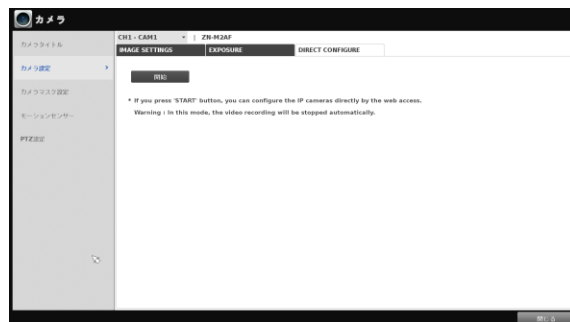 カメラ
カメラタイトル
カメラ設定
カメラマスク設定
モーションセンサー
PTZ設定
CH1 - CAM1 | ZN-M2AF
IMAGE SETTINGS EXPOSURE DIRECT CONFIGURE
開始
* If you press 'START' button, you can configure the IP cameras directly by the web access.
Warning : In this mode, the video recording will be stopped automatically.
閉じる